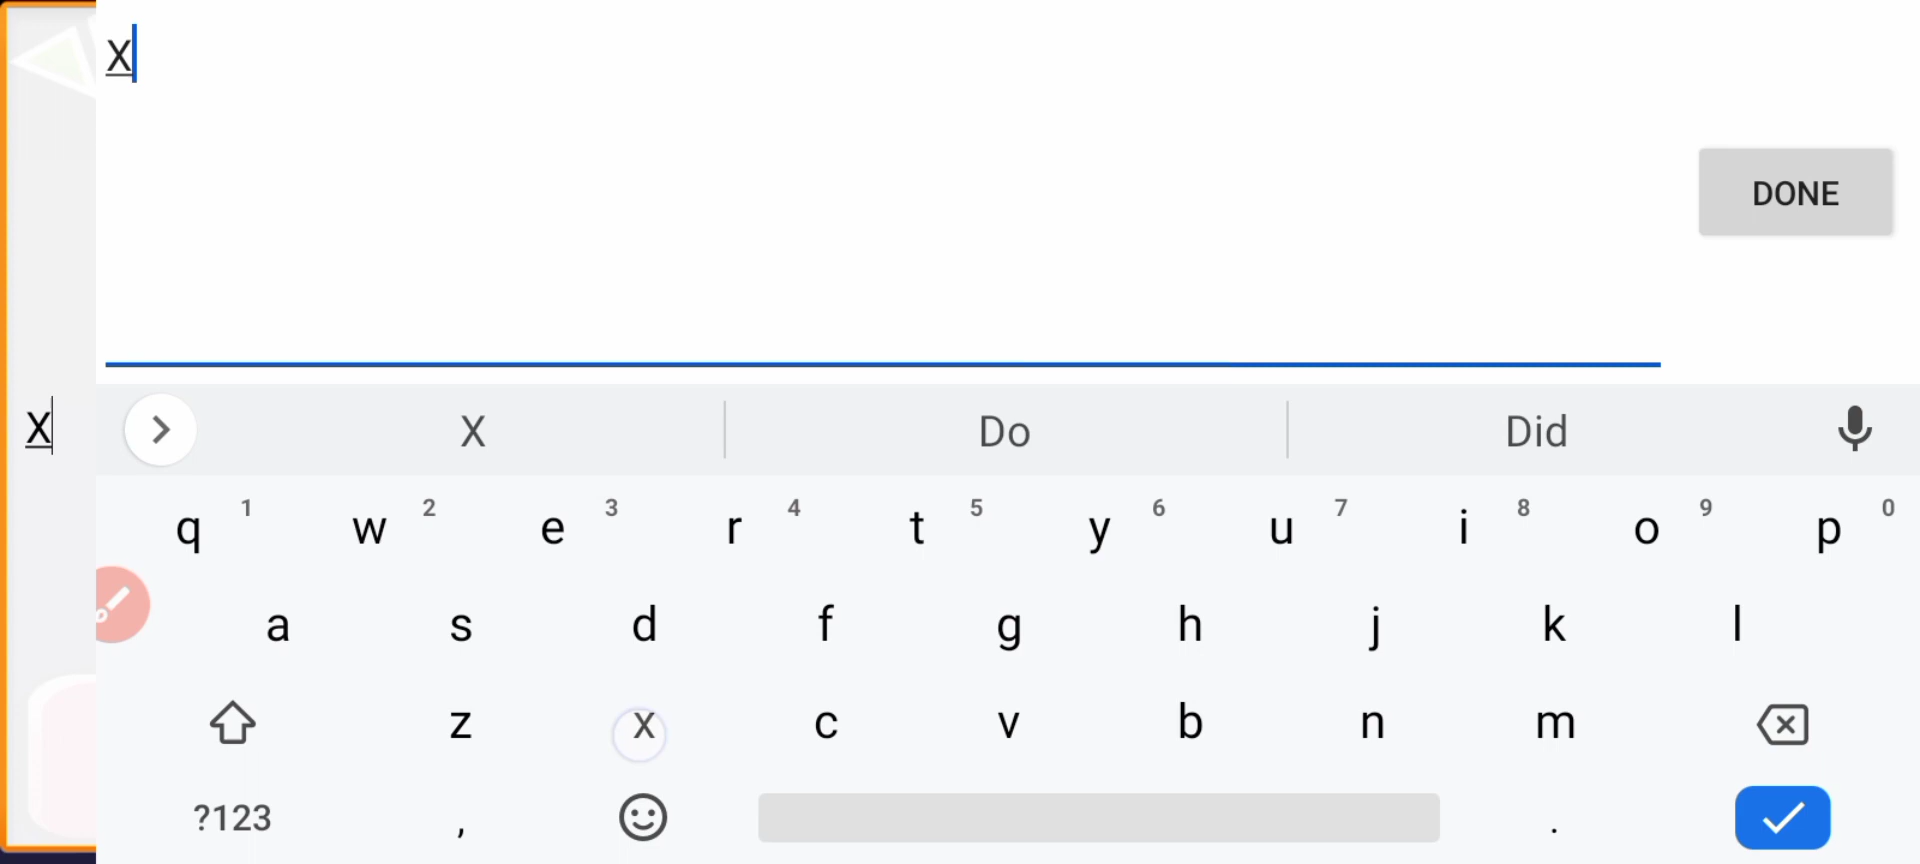 X
DONE
X
X Do Did
q 1 w 2 e 3 r 4 t 5 y 6 u 7 i 8 o 9 p 0
a s d f g h j k l
z x c v b n m
?123 , .